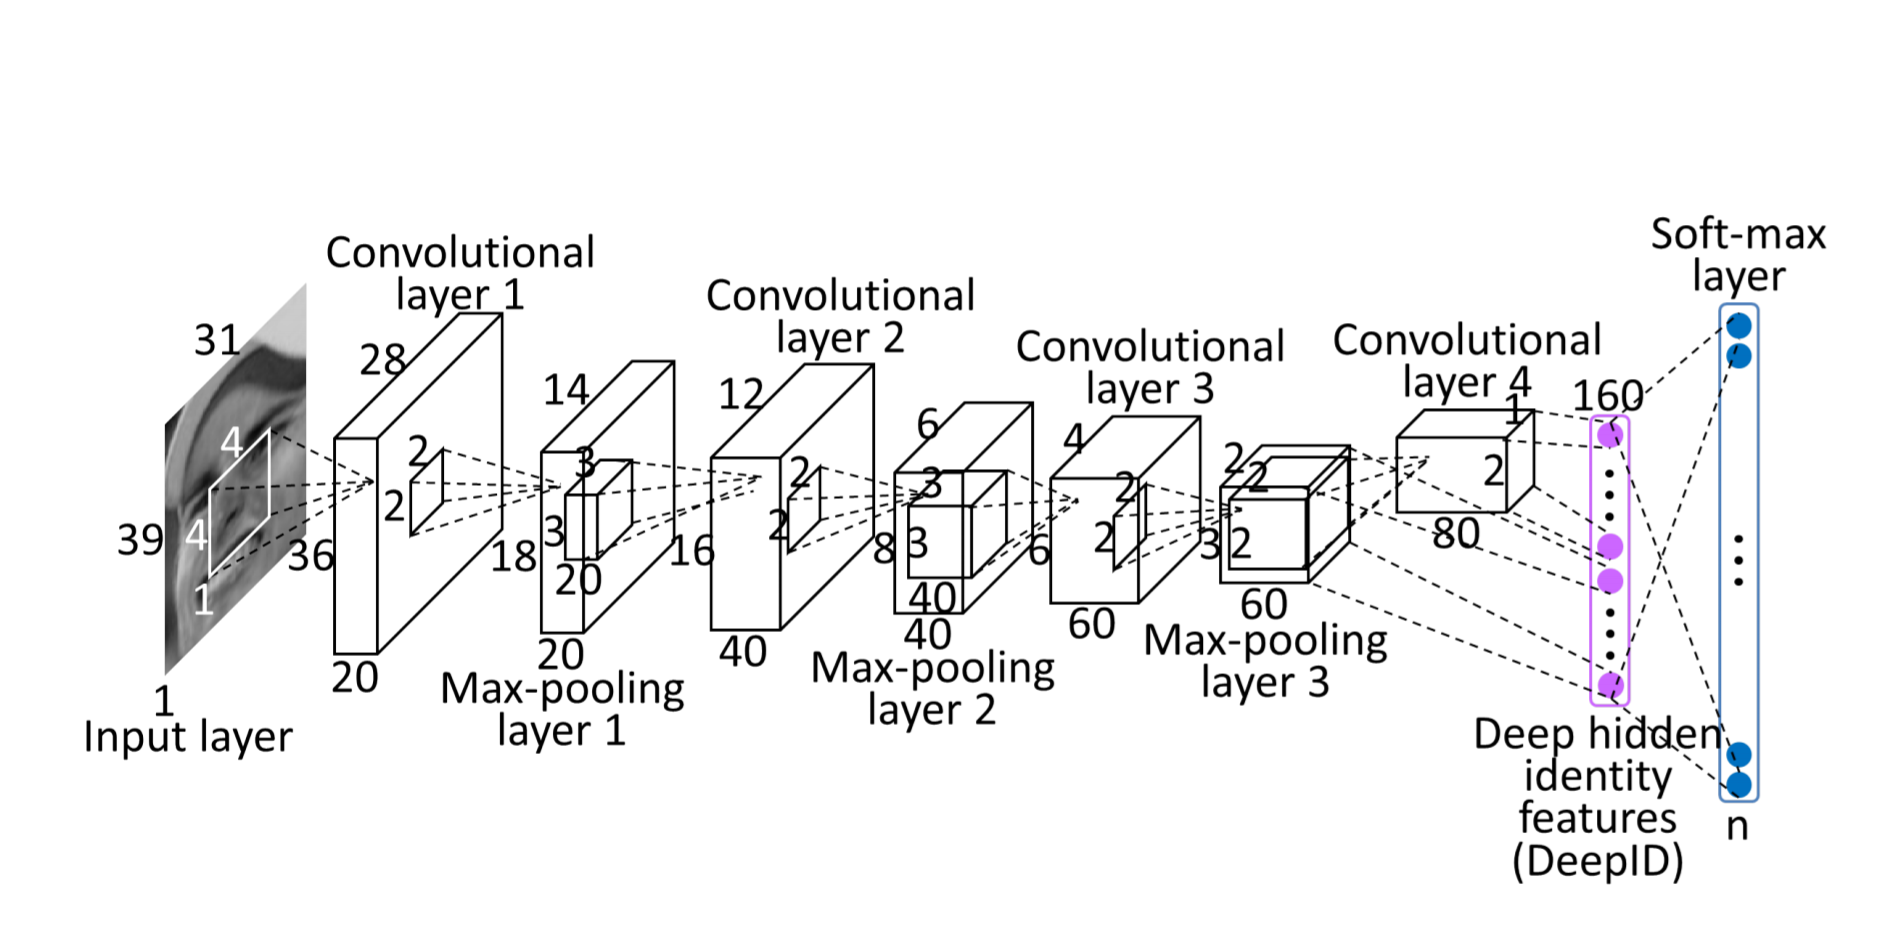 Soft-max
layer
Convolutional
layer 1
Convolutional
layer 2
Convolutional
layer 3
Convolutional
layer 4
31
4
4
1
39
1
Input layer
28
36
20
2
2
14
18
3
3
20
20
Max-pooling
layer 1
12
16
40
2
2
6
8
3
3
40
40
Max-pooling
layer 2
4
6
60
2
2
2
3
2
2
60
Max-pooling
layer 3
1
2
80
160
Deep hidden
identity
features
(DeepID)
n